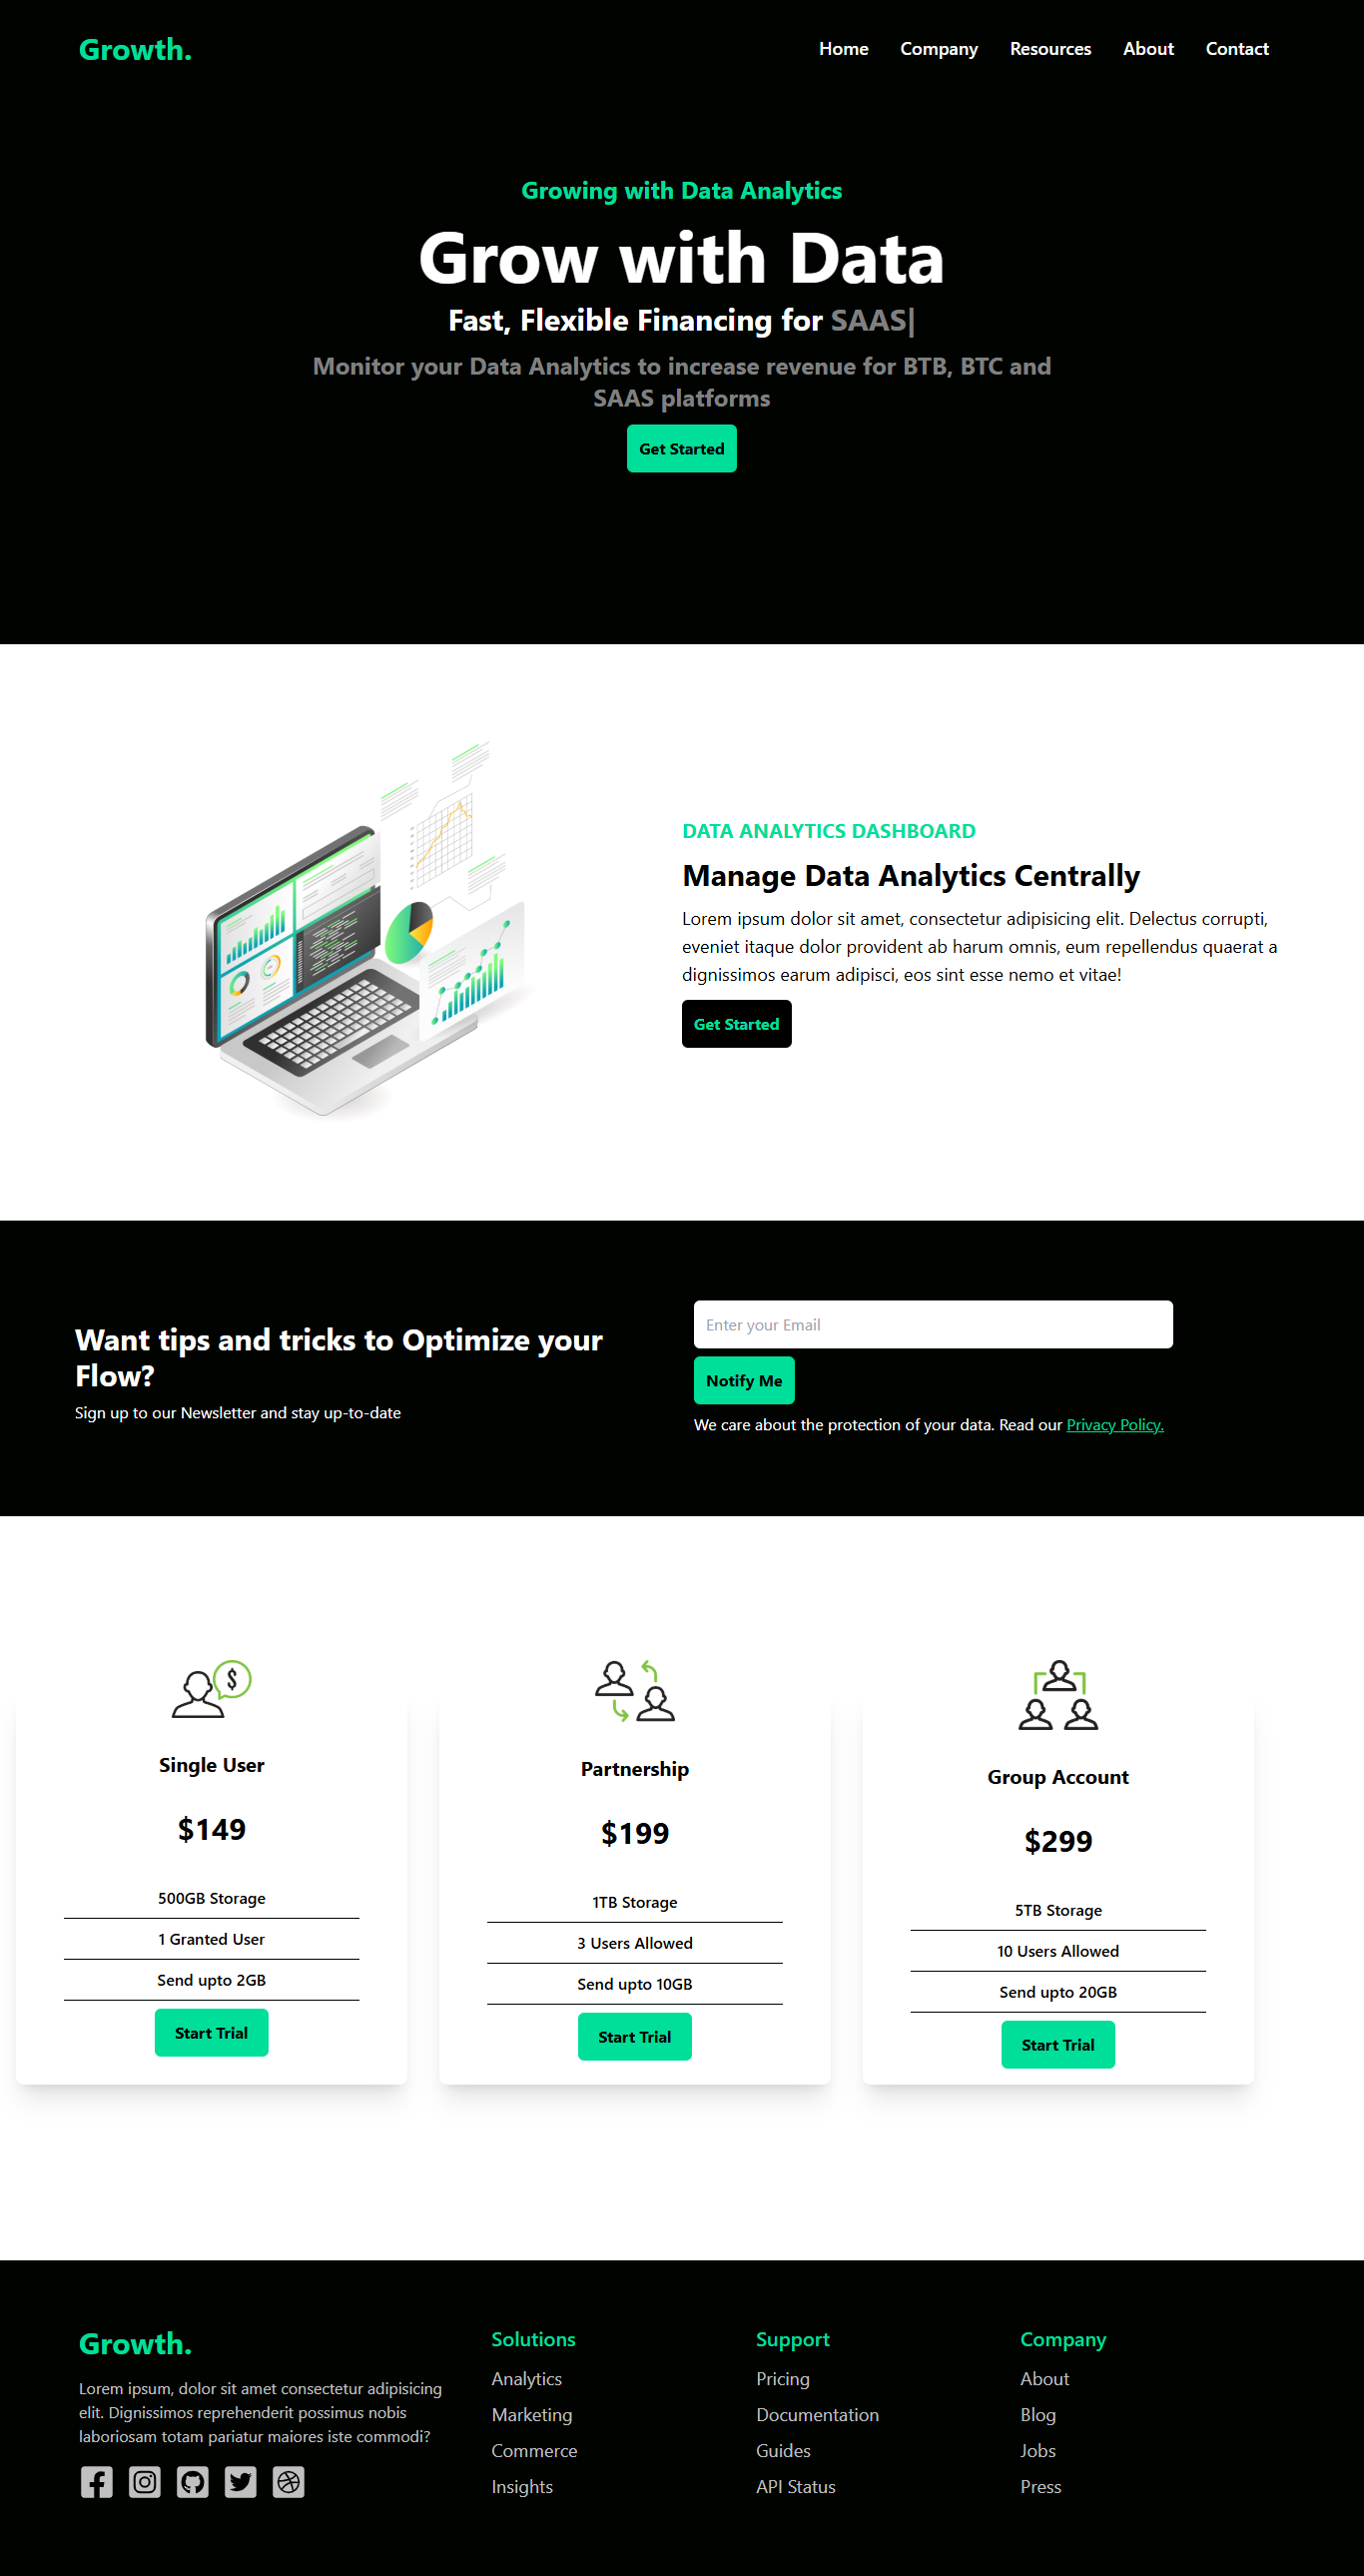 Growth.
Home Company Resources About Contact
Growing with Data Analytics
Grow with Data
Fast, Flexible Financing for SAAS|
Monitor your Data Analytics to increase revenue for BTB, BTC and
SAAS platforms
Get Started
DATA ANALYTICS DASHBOARD
Manage Data Analytics Centrally
Lorem ipsum dolor sit amet, consectetur adipisicing elit. Delectus corrupti,
eveniet itaque dolor provident ab harum omnis, eum repellendus quaerat a
dignissimos earum adipisci, eos sint esse nemo et vitae!
Get Started
Want tips and tricks to Optimize your
Flow?
Sign up to our Newsletter and stay up-to-date
Enter your Email
Notify Me
We care about the protection of your data. Read our Privacy Policy.
$
Single User
$149
500GB Storage
1 Granted User
Send upto 2GB
Start Trial
Partnership
$199
1TB Storage
3 Users Allowed
Send upto 10GB
Start Trial
Group Account
$299
5TB Storage
10 Users Allowed
Send upto 20GB
Start Trial
Growth.
Lorem ipsum, dolor sit amet consectetur adipisicing
elit. Dignissimos reprehenderit possimus nobis
laboriosam totam pariatur maiores iste commodi?
Solutions
Analytics
Marketing
Commerce
Insights
Support
Pricing
Documentation
Guides
API Status
Company
About
Blog
Jobs
Press